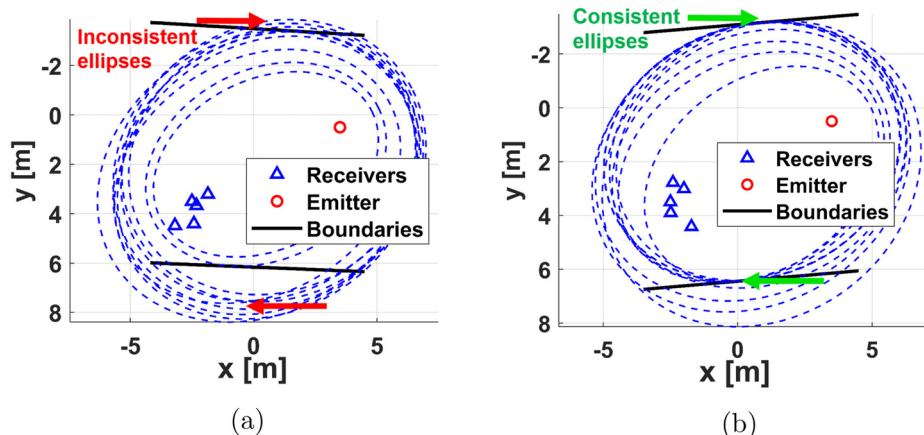 Inconsistent
ellipses
-2
0
2
4
6
8
y [m]
Receivers
Emitter
Boundaries
-5
0
5
x [m]
(a)
Consistent
ellipses
-2
0
2
4
6
8
y [m]
Receivers
Emitter
Boundaries
-5
0
5
x [m]
(b)